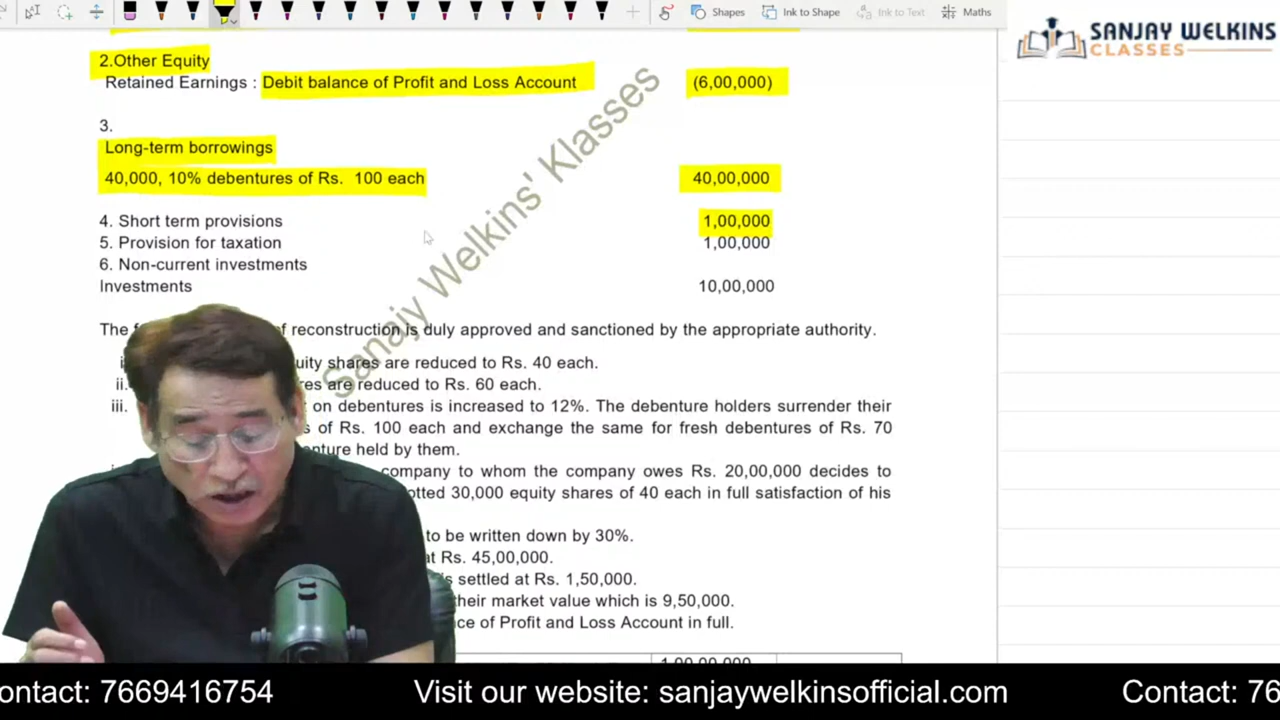 Shapes
Ink to Shape
Ink to Text
Maths
SANJAY WELKINS
CLASSES
2.Other Equity
Retained Earnings : Debit balance of Profit and Loss Account (6,00,000)
3.
Long-term borrowings
40,000, 10% debentures of Rs. 100 each 40,00,000
4. Short term provisions 1,00,000
5. Provision for taxation 1,00,000
6. Non-current investments
Investments 10,00,000
Sanaijy Welkins' Klasses
The of reconstruction is duly approved and sanctioned by the appropriate authority.
shares are reduced to Rs. 40 each.
ii. are reduced to Rs. 60 each.
iii. on debentures is increased to 12%. The debenture holders surrender their
of Rs. 100 each and exchange the same for fresh debentures of Rs. 70
held by them.
company to whom the company owes Rs. 20,00,000 decides to
30,000 equity shares of 40 each in full satisfaction of his
to be written down by 30%.
at Rs. 45,00,000.
settled at Rs. 1,50,000.
their market value which is 9,50,000.
of Profit and Loss Account in full.
1,00,00,000
ontact: 7669416754 Visit our website: sanjaywelkinsofficial.com Contact: 76